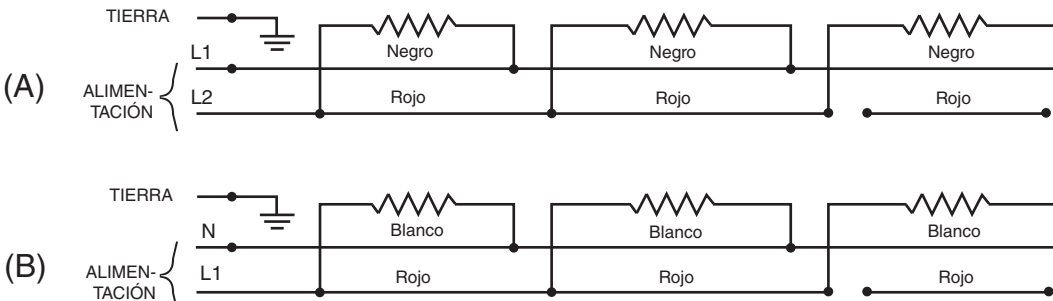 TIERRA
L1 Negro Negro Negro
(A)
ALIMEN-
TACIÓN
L2 Rojo Rojo Rojo
TIERRA
N Blanco Blanco Blanco
(B)
ALIMEN-
TACIÓN
L1 Rojo Rojo Rojo